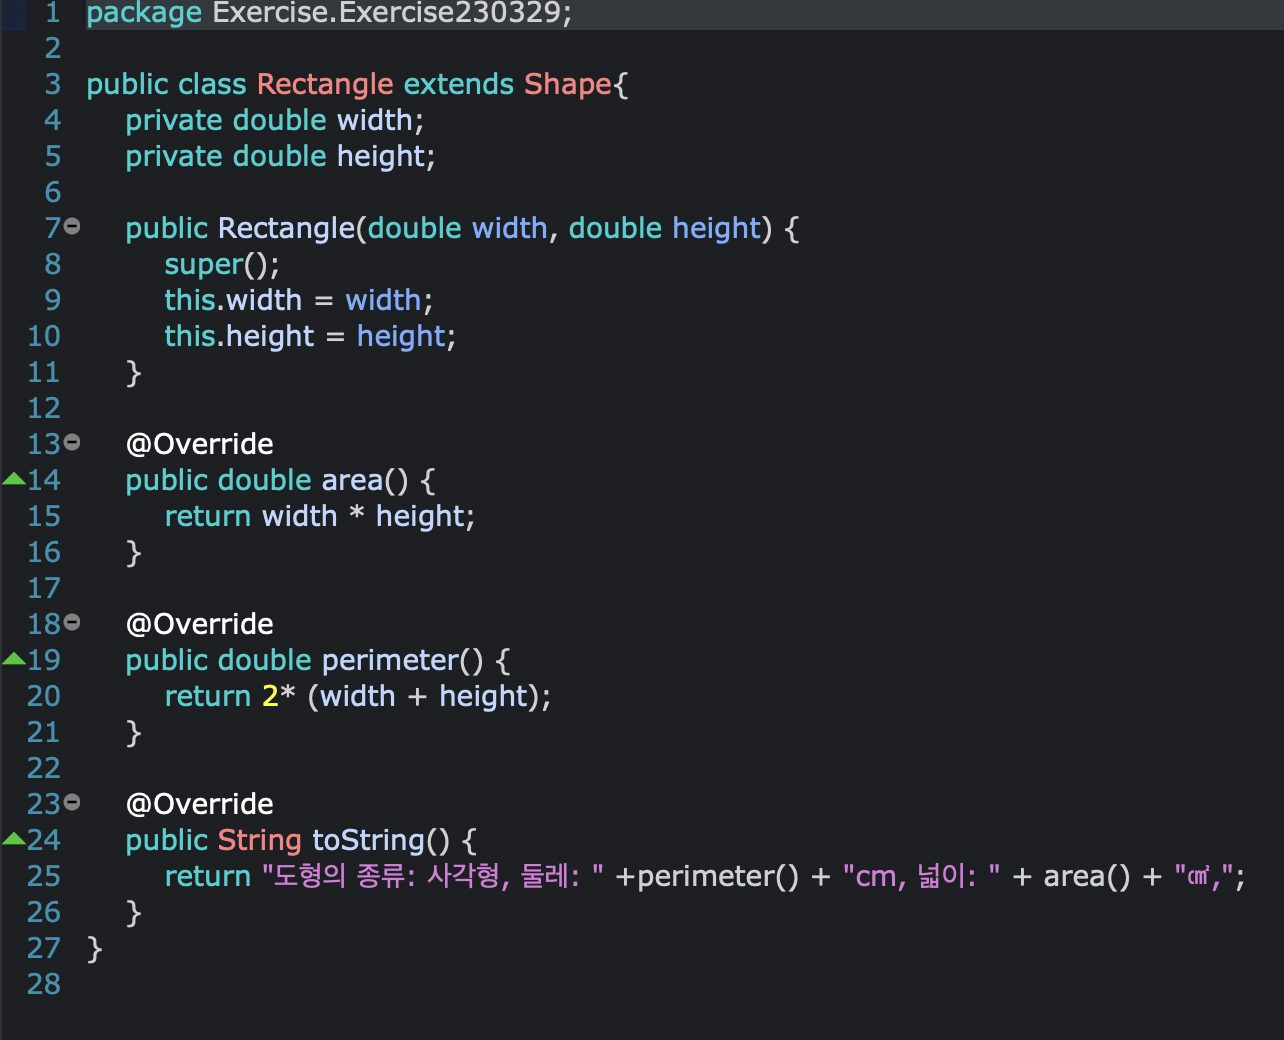 1 package Exercise.Exercise230329;
2
3 public class Rectangle extends Shape{
4 private double width;
5 private double height;
6
7 public Rectangle(double width, double height) {
8 super();
9 this.width = width;
10 this.height = height;
11 }
12
13 @Override
14 public double area() {
15 return width * height;
16 }
17
18 @Override
19 public double perimeter() {
20 return 2* (width + height);
21 }
22
23 @Override
24 public String toString() {
25 return "도형의 종류: 사각형, 둘레: " +perimeter() + "cm, 넓이: " + area() + "㎠,";
26 }
27 }
28